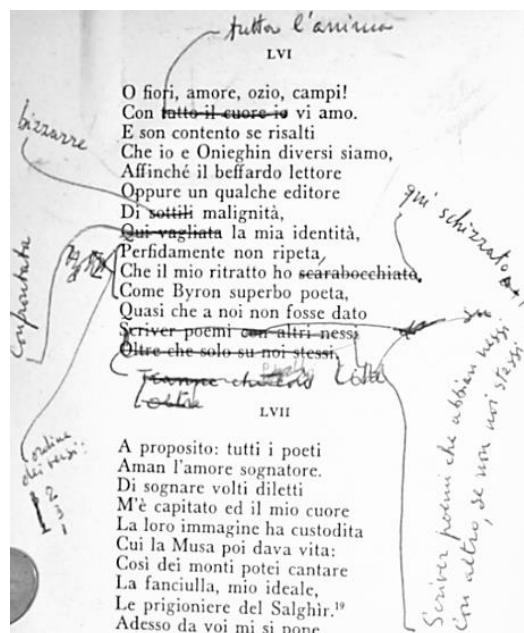 tutta l'anima
LVI
O fiori, amore, ozio, campi!
Con tutto il cuore io vi amo.
E son contento se risalti
Che io e Onieghin diversi siamo,
bizzarre
Affinché il beffardo lettore
Oppure un qualche editore
Di sottili malignità,
Qui vagliata la mia identità,
confrontata
Perfidamente non ripeta,
qui schizzato
Che il mio ritratto ho scarabocchiato,
Come Byron superbo poeta,
Quasi che a noi non fosse dato
Scriver poemi con altri nessi
Oltre che solo su noi stessi.
Scriver poemi che abbian nessi
con altro, se non noi stessi
oltre
LVII
ordine
dei versi:
A proposito: tutti i poeti
Aman l'amore sognatore.
Di sognare volti diletti
M'è capitato ed il mio cuore
La loro immagine ha custodita
Cui la Musa poi dava vita:
Così dei monti potei cantare
La fanciulla, mio ideale,
Le prigioniere del Salghìr.19
Adesso da voi mi si pone